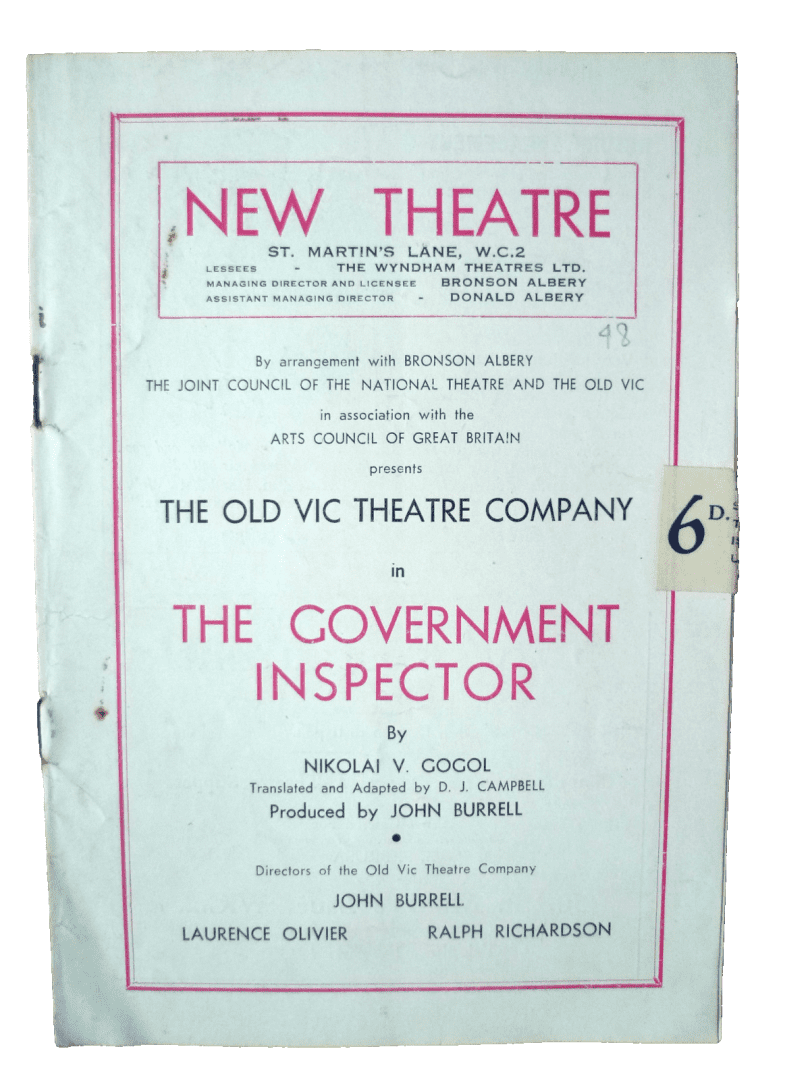 NEW THEATRE
ST. MARTIN'S LANE, W.C.2
LESSEES - THE WYNDHAM THEATRES LTD.
MANAGING DIRECTOR AND LICENSEE BRONSON ALBERY
ASSISTANT MANAGING DIRECTOR - DONALD ALBERY
48
By arrangement with BRONSON ALBERY
THE JOINT COUNCIL OF THE NATIONAL THEATRE AND THE OLD VIC
in association with the
ARTS COUNCIL OF GREAT BRITAIN
presents
THE OLD VIC THEATRE COMPANY
6D.
in
THE GOVERNMENT
INSPECTOR
By
NIKOLAI V. GOGOL
Translated and Adapted by D. J. CAMPBELL
Produced by JOHN BURRELL
●
Directors of the Old Vic Theatre Company
JOHN BURRELL
LAURENCE OLIVIER RALPH RICHARDSON